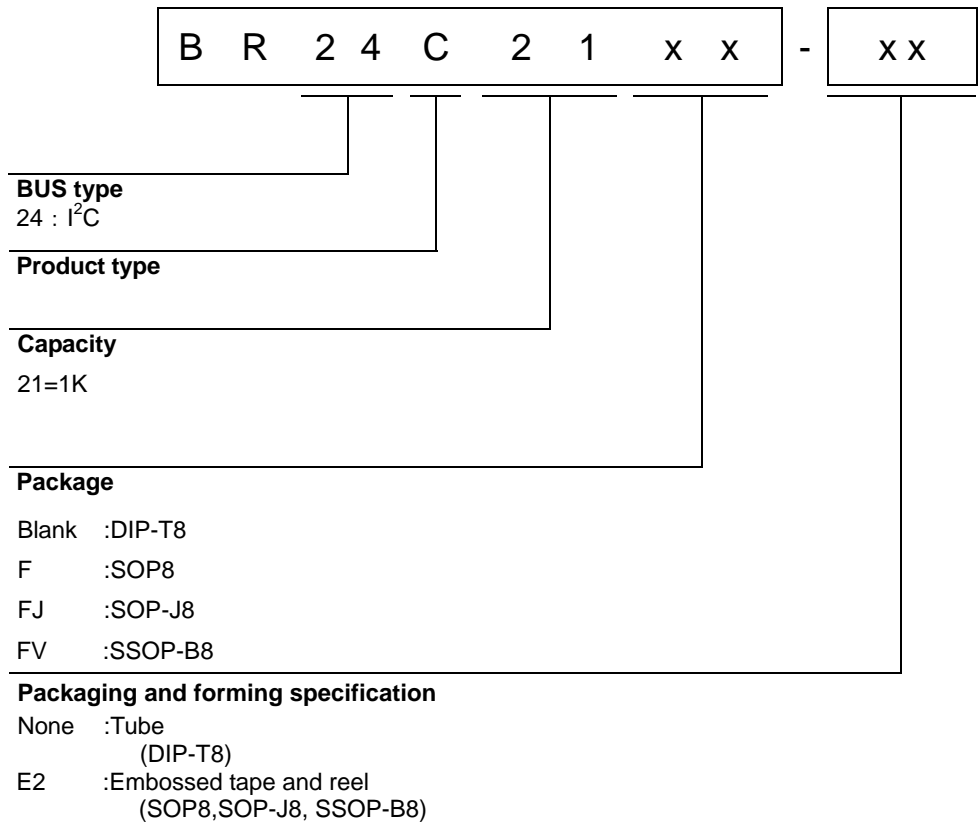 B R 2 4 C 2 1 x x - x x
BUS type
24 : I²C
Product type
Capacity
21=1K
Package
Blank :DIP-T8
F :SOP8
FJ :SOP-J8
FV :SSOP-B8
Packaging and forming specification
None :Tube
(DIP-T8)
E2 :Embossed tape and reel
(SOP8,SOP-J8, SSOP-B8)